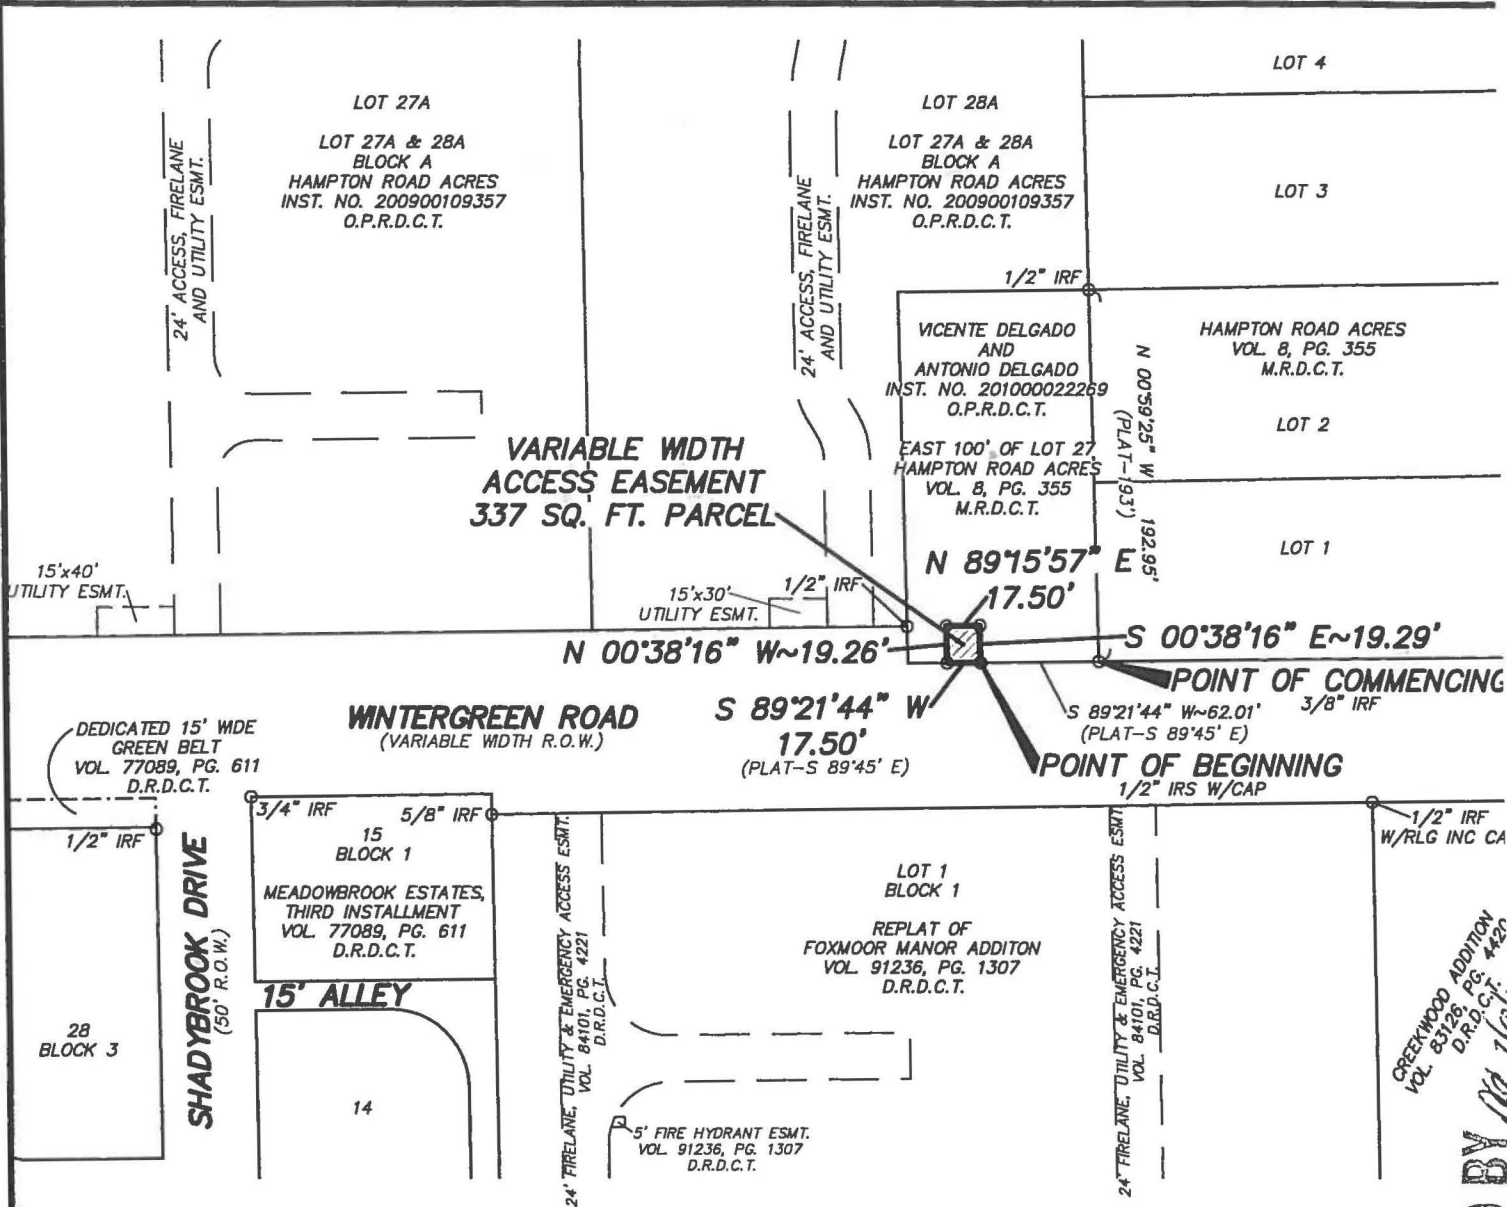 LOT 27A
LOT 27A & 28A
BLOCK A
HAMPTON ROAD ACRES
INST. NO. 200900109357
O.P.R.D.C.T.
24' ACCESS, FIRELANE
AND UTILITY ESMT.
LOT 28A
LOT 27A & 28A
BLOCK A
HAMPTON ROAD ACRES
INST. NO. 200900109357
O.P.R.D.C.T.
24' ACCESS, FIRELANE
AND UTILITY ESMT.
LOT 4
LOT 3
1/2" IRF
VICENTE DELGADO
AND
ANTONIO DELGADO
INST. NO. 201000022269
O.P.R.D.C.T.
EAST 100' OF LOT 27
HAMPTON ROAD ACRES
VOL. 8, PG. 355
M.R.D.C.T.
N 00°59'25" W 192.95'
(PLAT-193')
HAMPTON ROAD ACRES
VOL. 8, PG. 355
M.R.D.C.T.
LOT 2
LOT 1
VARIABLE WIDTH
ACCESS EASEMENT
337 SQ. FT. PARCEL
N 89°15'57" E
17.50'
15'x40'
UTILITY ESMT.
15'x30'
UTILITY ESMT.
1/2" IRF
N 00°38'16" W~19.26'
S 00°38'16" E~19.29'
POINT OF COMMENCING
3/8" IRF
S 89°21'44" W
17.50'
(PLAT-S 89°45' E)
S 89°21'44" W~62.01'
(PLAT-S 89°45' E)
POINT OF BEGINNING
1/2" IRS W/CAP
WINTERGREEN ROAD
(VARIABLE WIDTH R.O.W.)
DEDICATED 15' WIDE
GREEN BELT
VOL. 77089, PG. 611
D.R.D.C.T.
1/2" IRF
3/4" IRF
5/8" IRF
15
BLOCK 1
MEADOWBROOK ESTATES,
THIRD INSTALLMENT
VOL. 77089, PG. 611
D.R.D.C.T.
15' ALLEY
SHADYBROOK DRIVE
(50' R.O.W.)
28
BLOCK 3
14
24' FIRELANE, UTILITY & EMERGENCY ACCESS ESMT.
VOL. 84101, PG. 4221
D.R.D.C.T.
LOT 1
BLOCK 1
REPLAT OF
FOXMOOR MANOR ADDITON
VOL. 91236, PG. 1307
D.R.D.C.T.
5' FIRE HYDRANT ESMT.
VOL. 91236, PG. 1307
D.R.D.C.T.
24' FIRELANE, UTILITY & EMERGENCY ACCESS ESMT.
VOL. 84101, PG. 4221
D.R.D.C.T.
1/2" IRF
W/RLG INC CA
CREEKWOOD ADDITION
VOL. 83126, PG. 4420
D.R.D.C.T.
BY